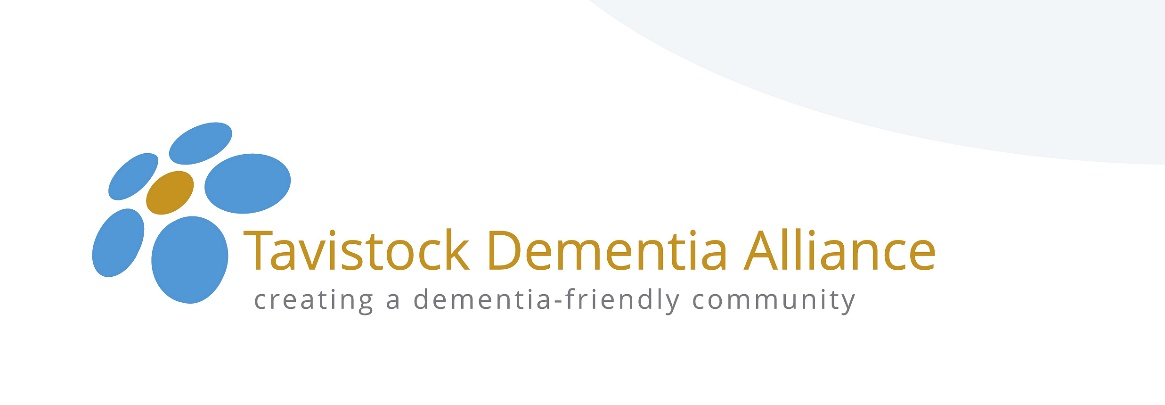 Tavistock Dementia Alliance
creating a dementia-friendly community